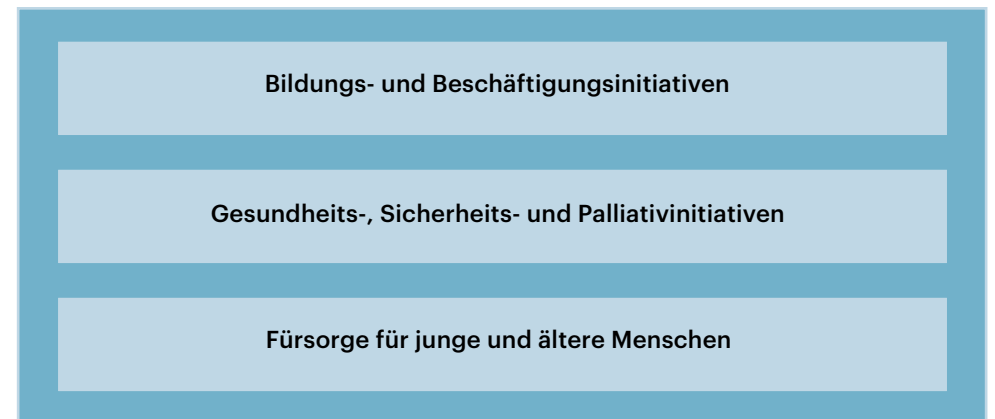 Bildungs- und Beschäftigungsinitiativen
Gesundheits-, Sicherheits- und Palliativinitiativen
Fürsorge für junge und ältere Menschen